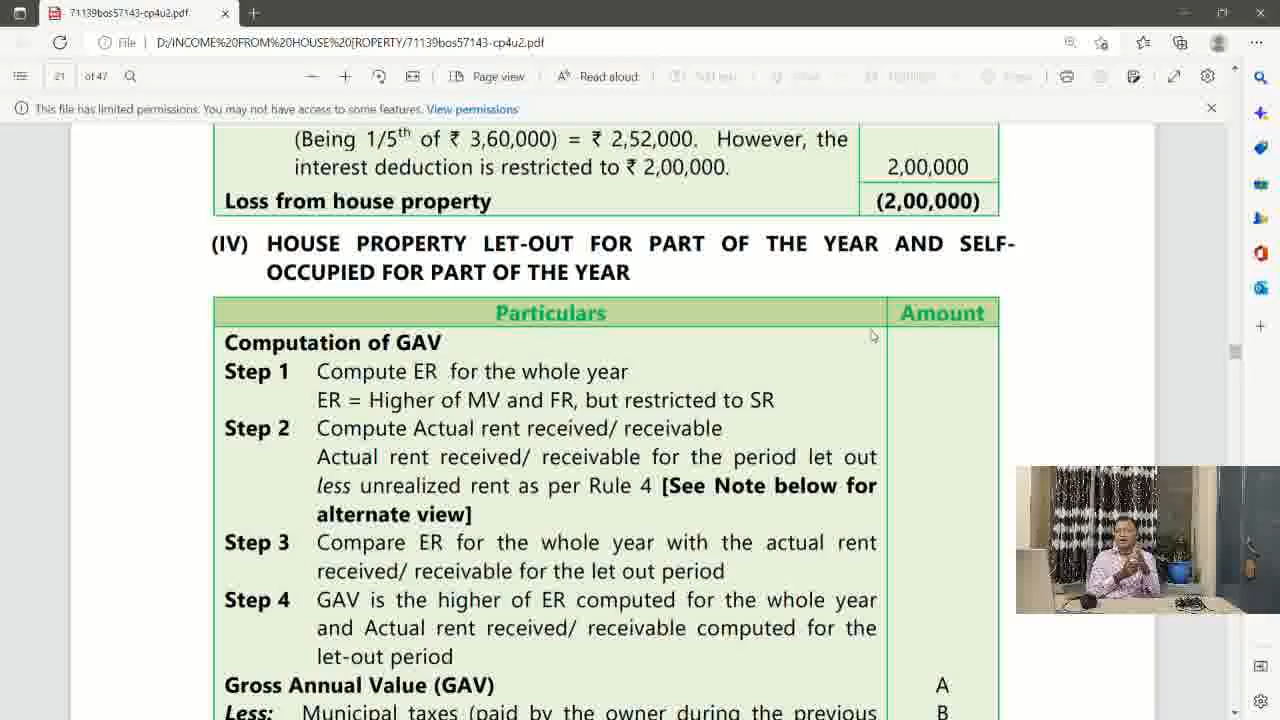 71139bos57143-cp4u2.pdf
File
D:/INCOME%20FROM%20HOUSE%20[ROPERTY/71139bos57143-cp4u2.pdf
21 of 47
Page view
Read aloud
This file has limited permissions. You may not have access to some features. View permissions
(Being 1/5th of ₹ 3,60,000) = ₹ 2,52,000. However, the
interest deduction is restricted to ₹ 2,00,000. 2,00,000
Loss from house property (2,00,000)
(IV) HOUSE PROPERTY LET-OUT FOR PART OF THE YEAR AND SELF-
OCCUPIED FOR PART OF THE YEAR
Particulars Amount
Computation of GAV
Step 1 Compute ER for the whole year
ER = Higher of MV and FR, but restricted to SR
Step 2 Compute Actual rent received/ receivable
Actual rent received/ receivable for the period let out
less unrealized rent as per Rule 4 [See Note below for
alternate view]
Step 3 Compare ER for the whole year with the actual rent
received/ receivable for the let out period
Step 4 GAV is the higher of ER computed for the whole year
and Actual rent received/ receivable computed for the
let-out period
Gross Annual Value (GAV) A
Less: Municipal taxes (paid by the owner during the previous B